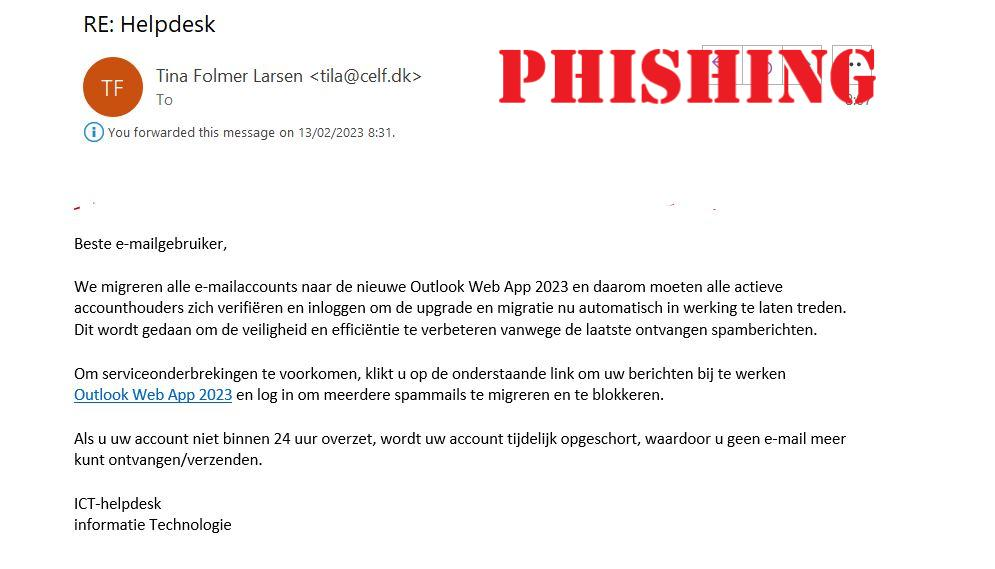 RE: Helpdesk
PHISHING
TF
Tina Folmer Larsen <tila@celf.dk>
To
You forwarded this message on 13/02/2023 8:31.
Beste e-mailgebruiker,
We migreren alle e-mailaccounts naar de nieuwe Outlook Web App 2023 en daarom moeten alle actieve
accounthouders zich verifiëren en inloggen om de upgrade en migratie nu automatisch in werking te laten treden.
Dit wordt gedaan om de veiligheid en efficiëntie te verbeteren vanwege de laatste ontvangen spamberichten.
Om serviceonderbrekingen te voorkomen, klikt u op de onderstaande link om uw berichten bij te werken
Outlook Web App 2023 en log in om meerdere spammails te migreren en te blokkeren.
Als u uw account niet binnen 24 uur overzet, wordt uw account tijdelijk opgeschort, waardoor u geen e-mail meer
kunt ontvangen/verzenden.
ICT-helpdesk
informatie Technologie